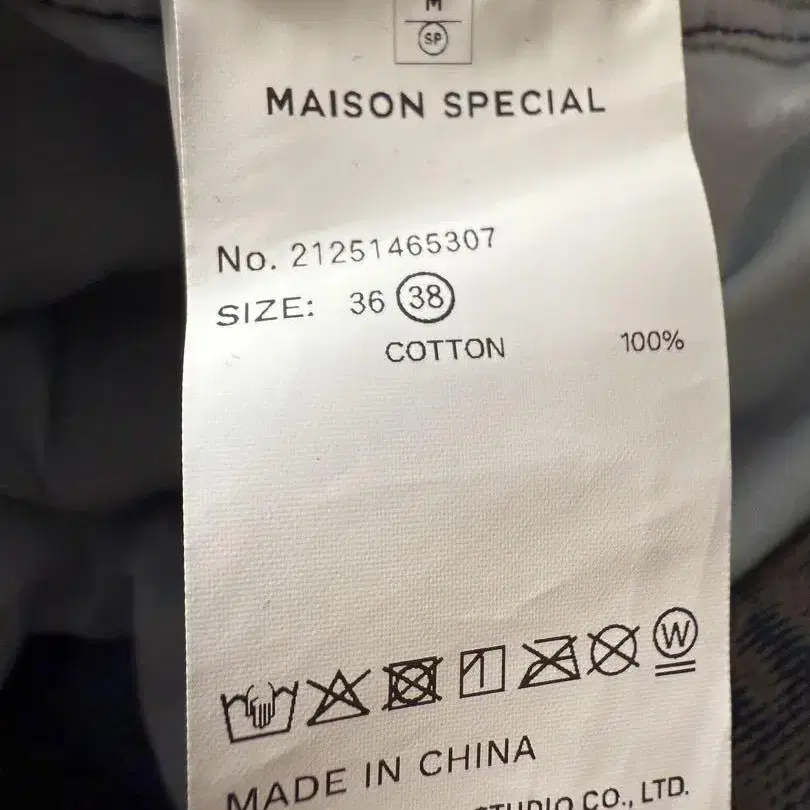 M
SP
MAISON SPECIAL
No. 21251465307
SIZE: 36 38
COTTON 100%
W
MADE IN CHINA
STUDIO CO., LTD.